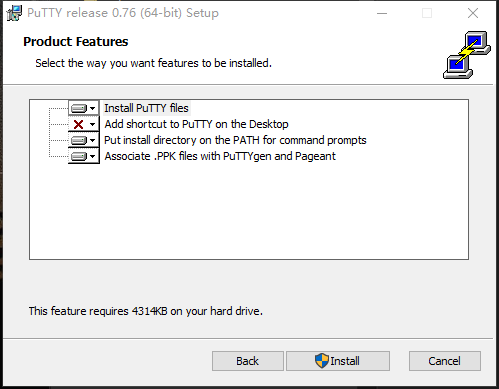 PuTTY release 0.76 (64-bit) Setup
Product Features
Select the way you want features to be installed.
Install PuTTY files
Add shortcut to PuTTY on the Desktop
Put install directory on the PATH for command prompts
Associate .PPK files with PuTTYgen and Pageant
This feature requires 4314KB on your hard drive.
Back Install Cancel